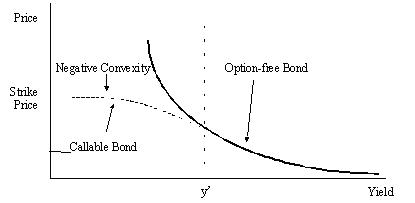 Price
Negative Convexity
Option-free Bond
Strike
Price
Callable Bond
y'
Yield